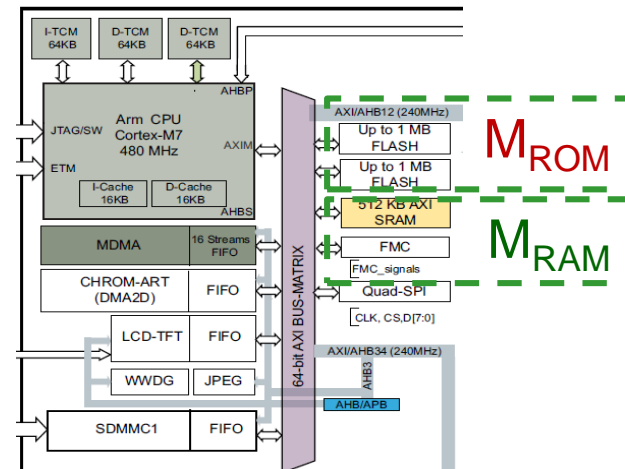 I-TCM
64KB
D-TCM
64KB
D-TCM
64KB
AHBP
Arm CPU
Cortex-M7
480 MHz
JTAG/SW
AXIM
ETM
I-Cache
16KB
D-Cache
16KB
AHBS
MDMA
16 Streams
FIFO
CHROM-ART
(DMA2D)
FIFO
LCD-TFT
FIFO
WWDG
JPEG
SDMMC1
FIFO
64-bit AXI BUS-MATRIX
AXI/AHB12 (240MHz)
Up to 1 MB
FLASH
Up to 1 MB
FLASH
512 KB AXI
SRAM
FMC
FMC_signals
Quad-SPI
CLK, CS,D[7:0]
AXI/AHB34 (240MHz)
AHB3
AHB/APB
MROM
MRAM